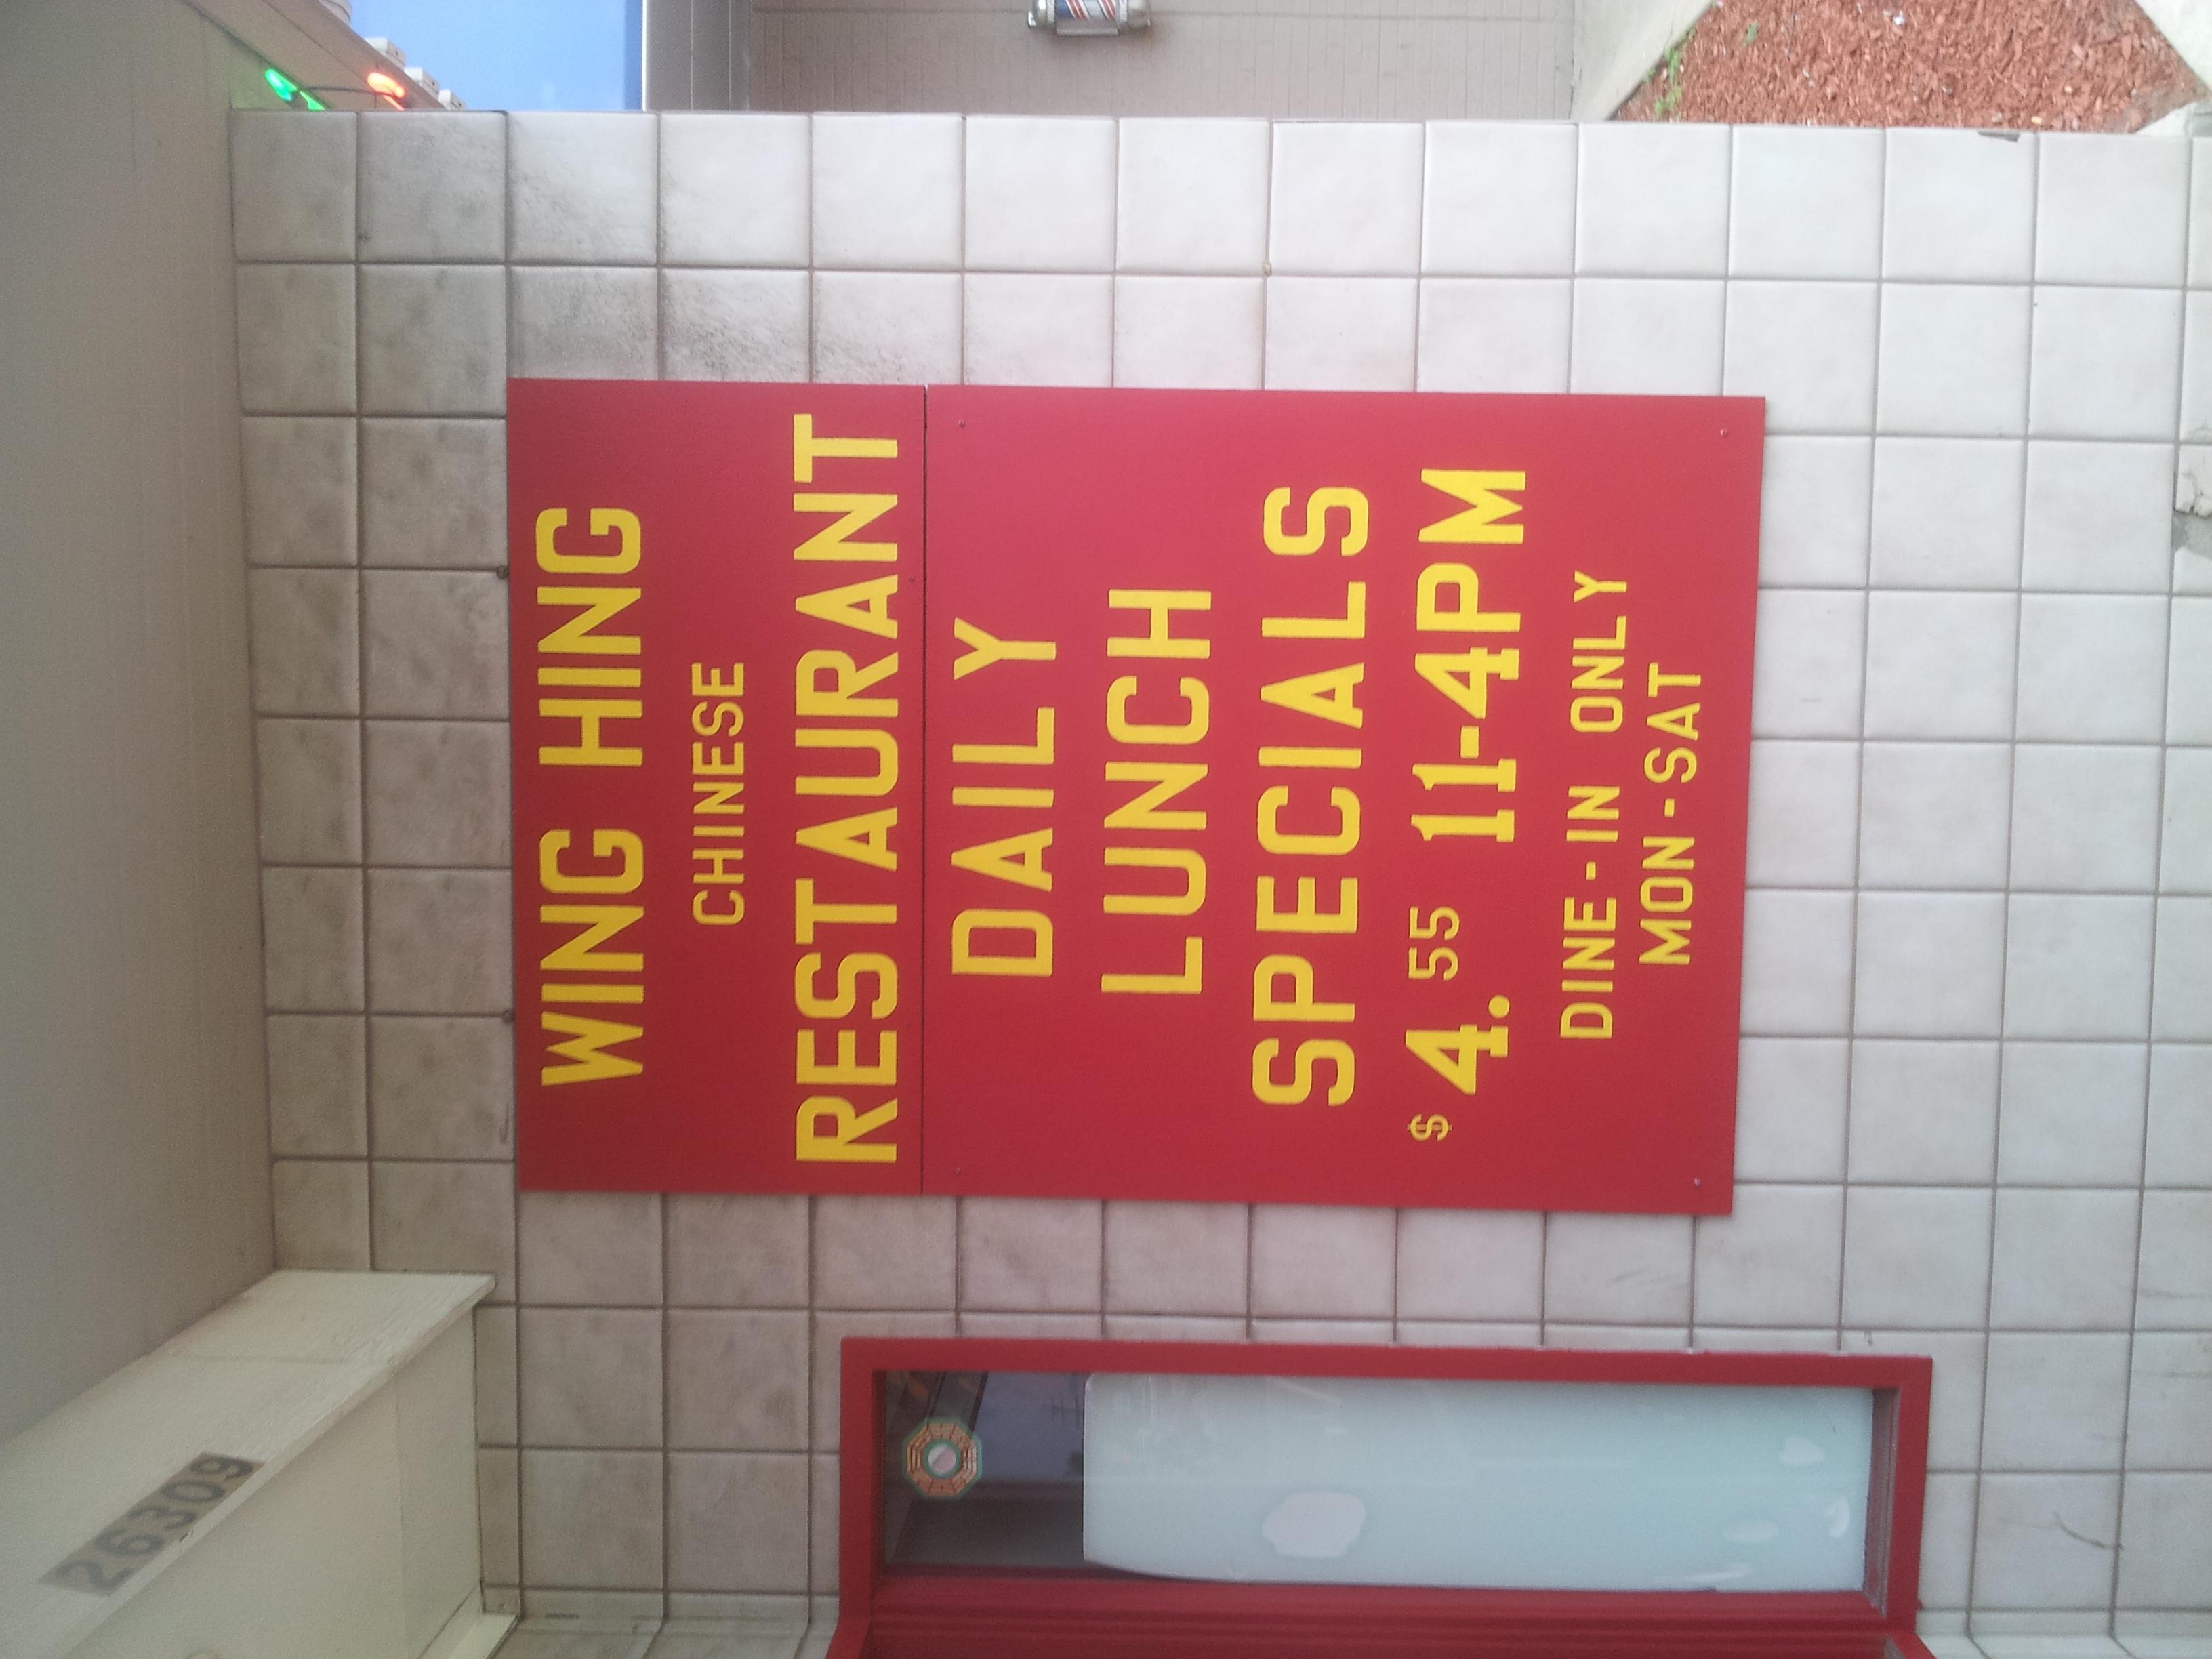 WING HING
CHINESE
RESTAURANT
DAILY
LUNCH
SPECIALS
$ 4. 55 11-4PM
DINE-IN ONLY
MON-SAT
26309